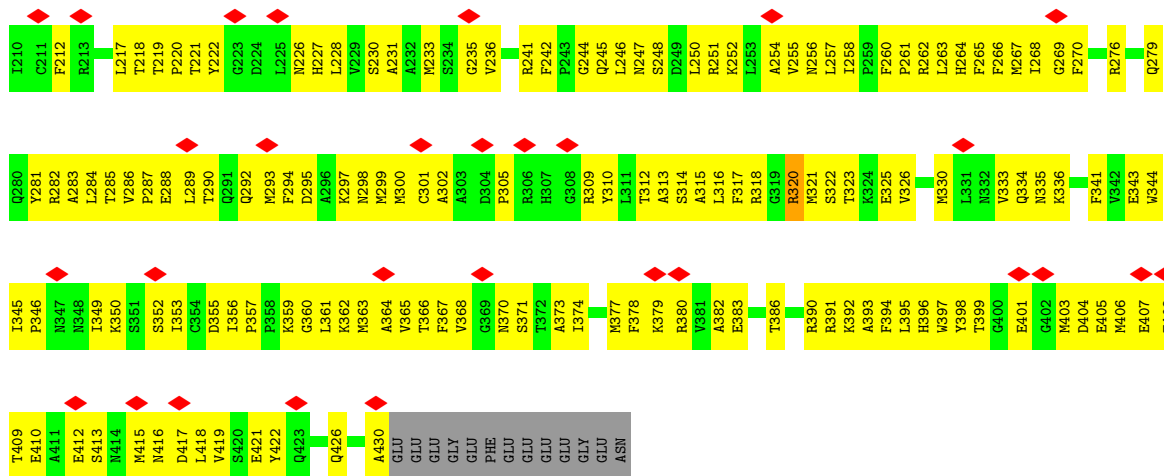 I210 C211 F212 R213 L217 T218 T219 P220 T221 Y222 G223 D224 L225 N226 H227 L228 V229 S230 A231 A232 M233 S234 G235 V236 R241 F242 P243 G244 Q245 L246 N247 S248 D249 L250 R251 K252 L253 A254 V255 N256 L257 I258 P259 F260 P261 R262 L263 H264 F265 F266 M267 I268 G269 F270 R276 Q279
Q280 Y281 R282 A283 L284 T285 V286 P287 E288 L289 T290 Q291 Q292 M293 F294 D295 A296 K297 N298 M299 M300 C301 A302 A303 D304 P305 R306 H307 G308 R309 Y310 L311 T312 A313 S314 A315 L316 F317 R318 G319 R320 M321 S322 T323 K324 E325 V326 M330 L331 N332 V333 Q334 N335 K336 F341 V342 E343 W344
I345 P346 N347 N348 I349 K350 S351 S352 I353 C354 D355 I356 P357 P358 K359 G360 L361 K362 M363 A364 V365 T366 F367 V368 G369 N370 S371 T372 A373 I374 M377 F378 K379 R380 V381 A382 E383 T386 R390 R391 K392 A393 F394 L395 H396 W397 Y398 T399 G400 E401 G402 M403 D404 E405 M406 E407
T409 E410 A411 E412 S413 N414 M415 N416 D417 L418 V419 S420 E421 Y422 Q423 Q426 A430 GLU GLU GLU GLY GLU PHE GLU GLU GLU GLU GLY GLU ASN